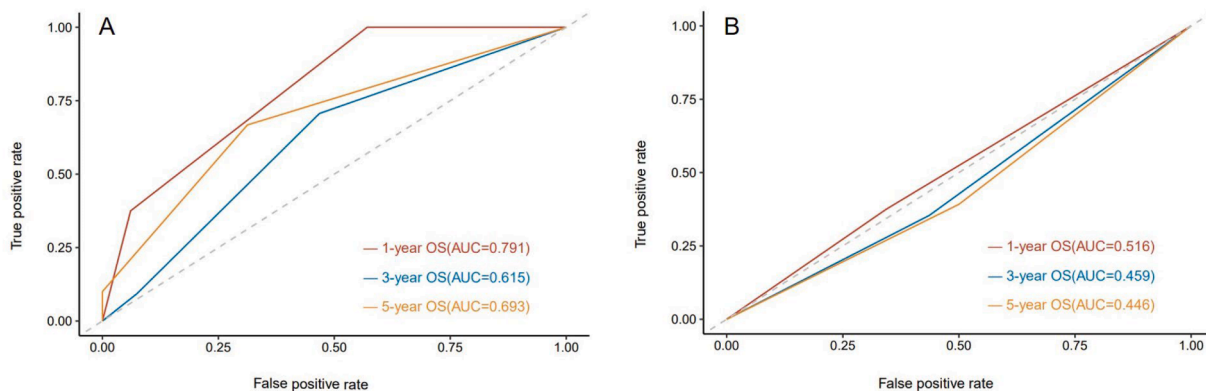 A
1.00
0.75
0.50
0.25
0.00
True positive rate
1-year OS(AUC=0.791)
3-year OS(AUC=0.615)
5-year OS(AUC=0.693)
0.00 0.25 0.50 0.75 1.00
False positive rate
B
1.00
0.75
0.50
0.25
0.00
True positive rate
1-year OS(AUC=0.516)
3-year OS(AUC=0.459)
5-year OS(AUC=0.446)
0.00 0.25 0.50 0.75 1.00
False positive rate